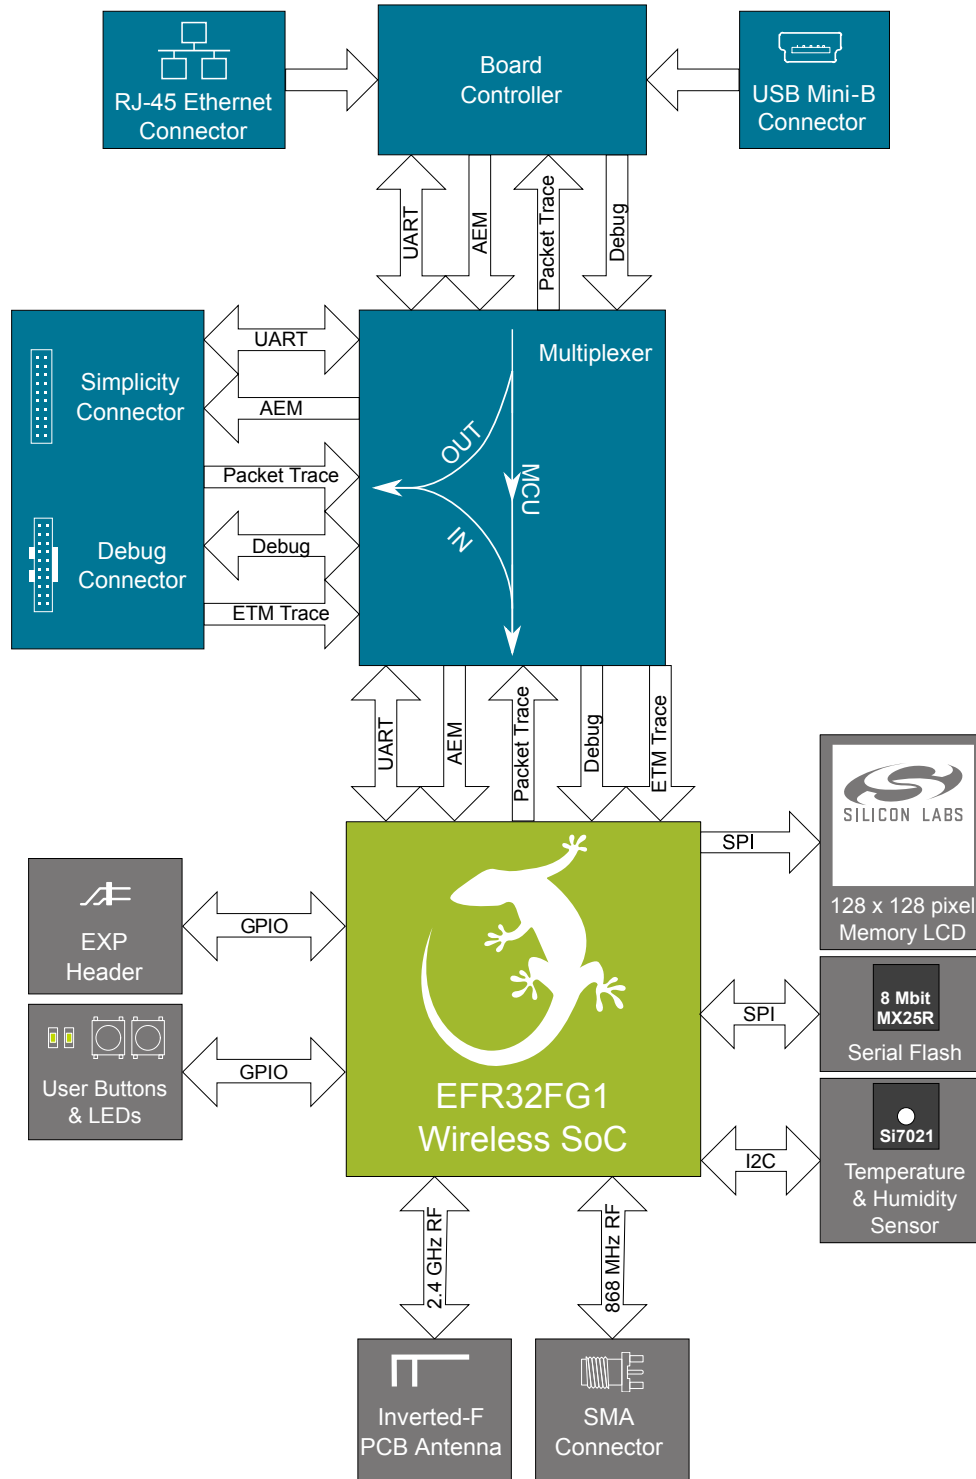 RJ-45 Ethernet
Connector
Board
Controller
USB Mini-B
Connector
UART
AEM
Packet Trace
Debug
Simplicity
Connector
Debug
Connector
UART
AEM
Packet Trace
Debug
ETM Trace
Multiplexer
OUT
IN
MCU
UART
AEM
Packet Trace
Debug
ETM Trace
SILICON LABS
128 x 128 pixel
Memory LCD
SPI
EXP
Header
GPIO
8 Mbit
MX25R
Serial Flash
SPI
User Buttons
& LEDs
GPIO
EFR32FG1
Wireless SoC
Si7021
Temperature
& Humidity
Sensor
I2C
2.4 GHz RF
868 MHz RF
Inverted-F
PCB Antenna
SMA
Connector